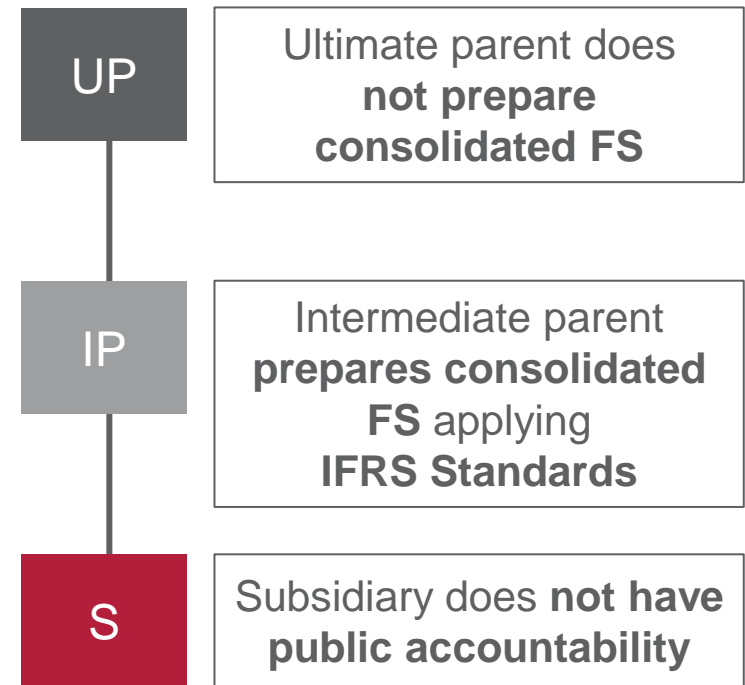 UP
Ultimate parent does
not prepare
consolidated FS
IP
Intermediate parent
prepares consolidated
FS applying
IFRS Standards
S
Subsidiary does not have
public accountability